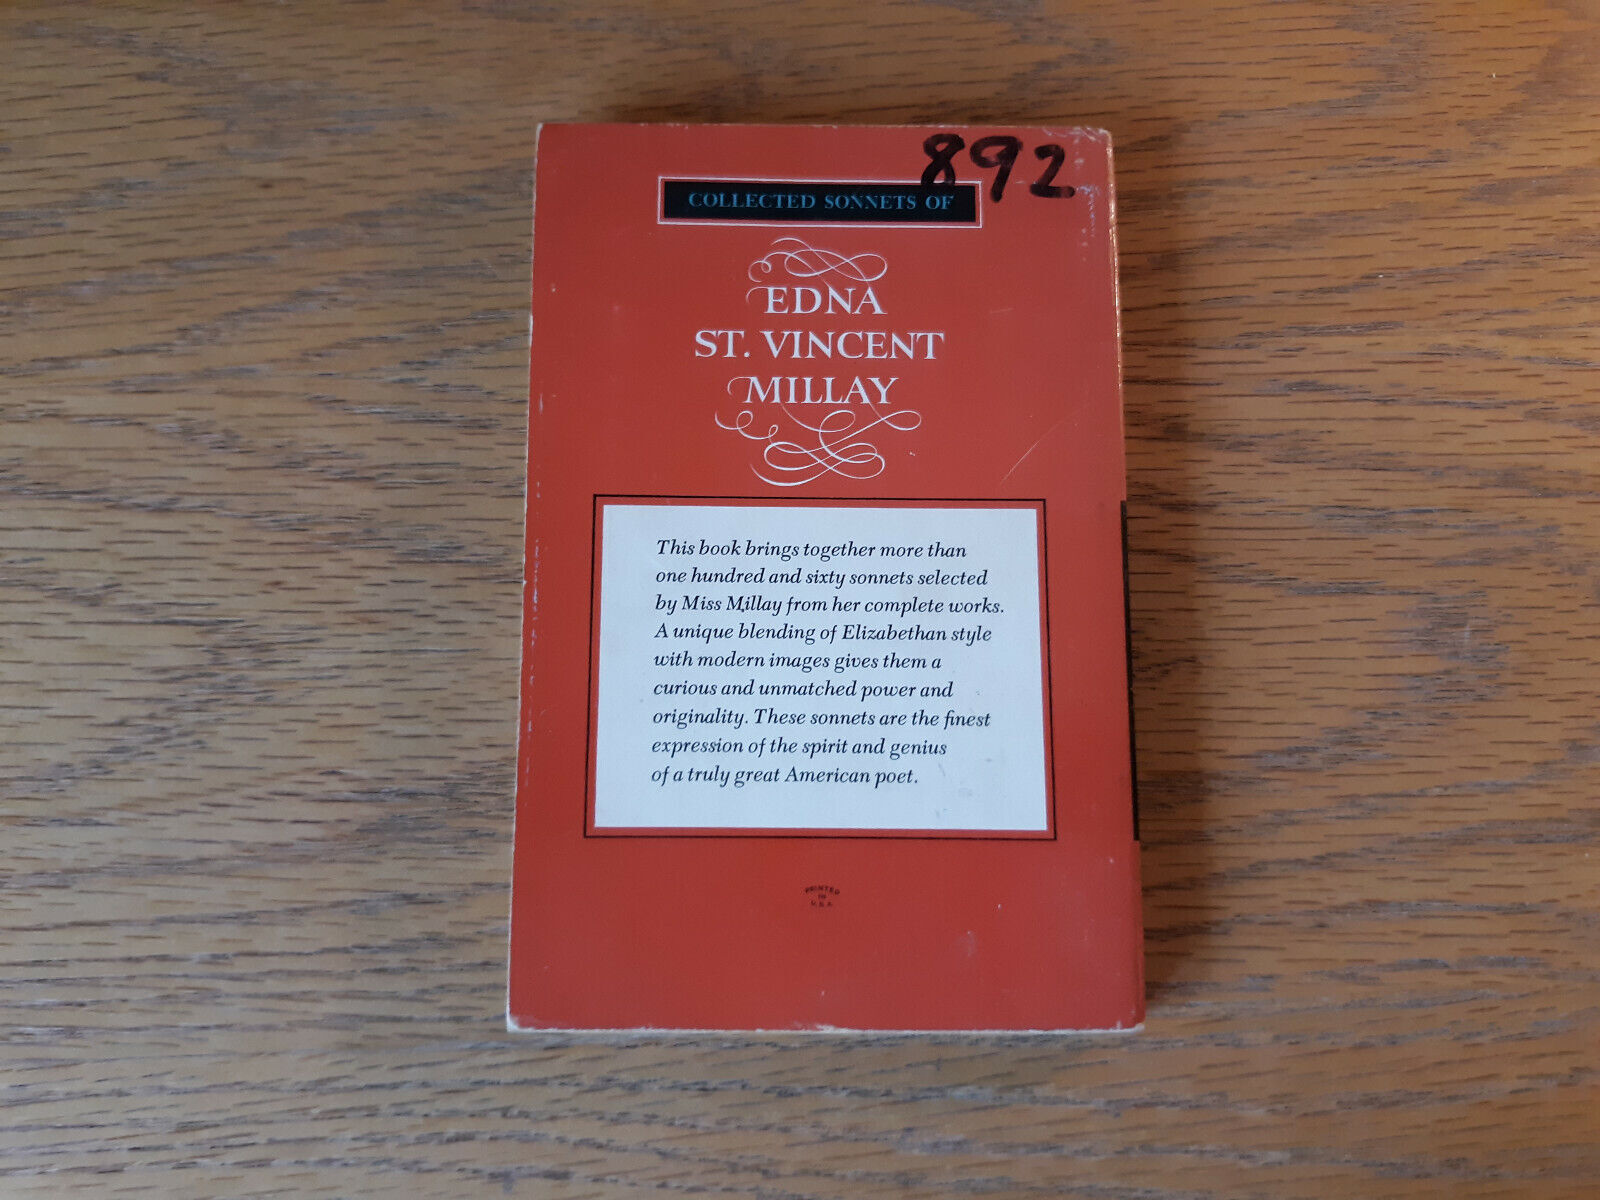 892
COLLECTED SONNETS OF
EDNA
ST. VINCENT
MILLAY
This book brings together more than
one hundred and sixty sonnets selected
by Miss Millay from her complete works.
A unique blending of Elizabethan style
with modern images gives them a
curious and unmatched power and
originality. These sonnets are the finest
expression of the spirit and genius
of a truly great American poet.
PRINTED
IN
U.S.A.